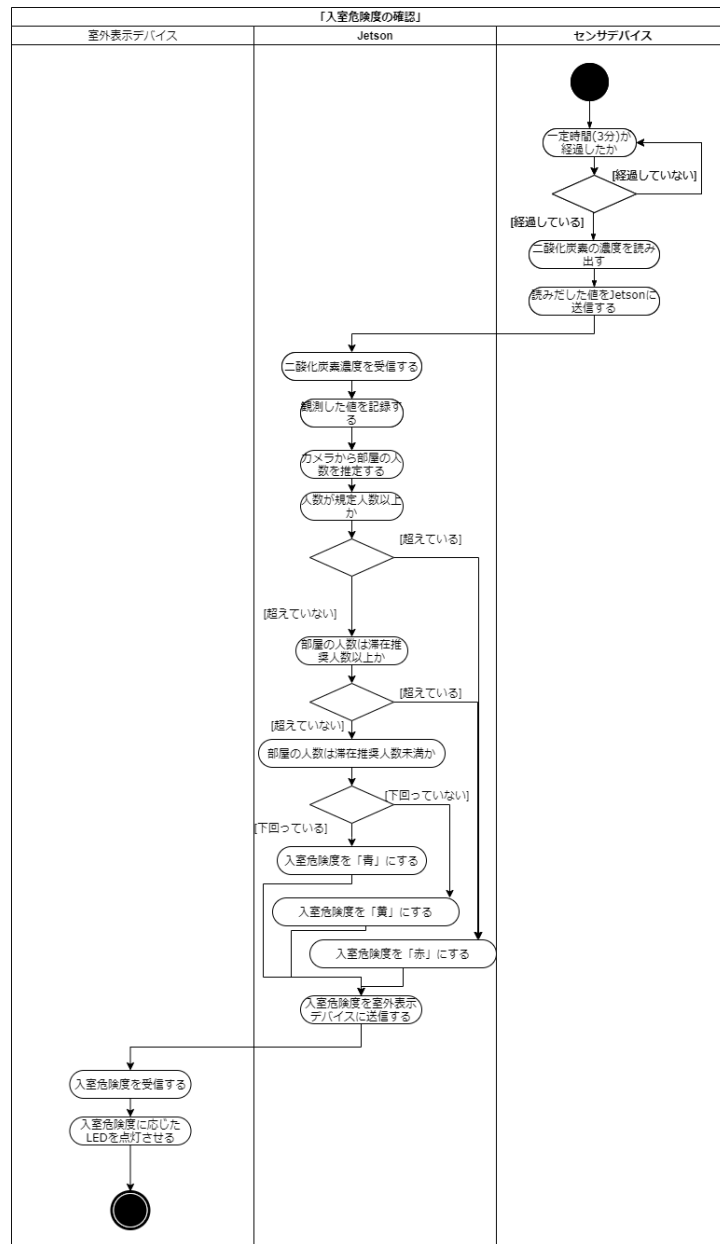 「入室危険度の確認」
室外表示デバイス
Jetson
センサデバイス
一定時間(3分)が
経過したか
[経過していない]
[経過している]
二酸化炭素の濃度を読み
出す
読みだした値をJetsonに
送信する
二酸化炭素濃度を受信する
観測した値を記録す
る
カメラから部屋の人
数を推定する
人数が規定人数以上
か
[超えている]
[超えていない]
部屋の人数は滞在推
奨人数以上か
[超えている]
[超えていない]
部屋の人数は滞在推奨人数未満か
[下回っていない]
[下回っている]
入室危険度を「青」にする
入室危険度を「黄」にする
入室危険度を「赤」にする
入室危険度を室外表示
デバイスに送信する
入室危険度を受信する
入室危険度に応じた
LEDを点灯させる